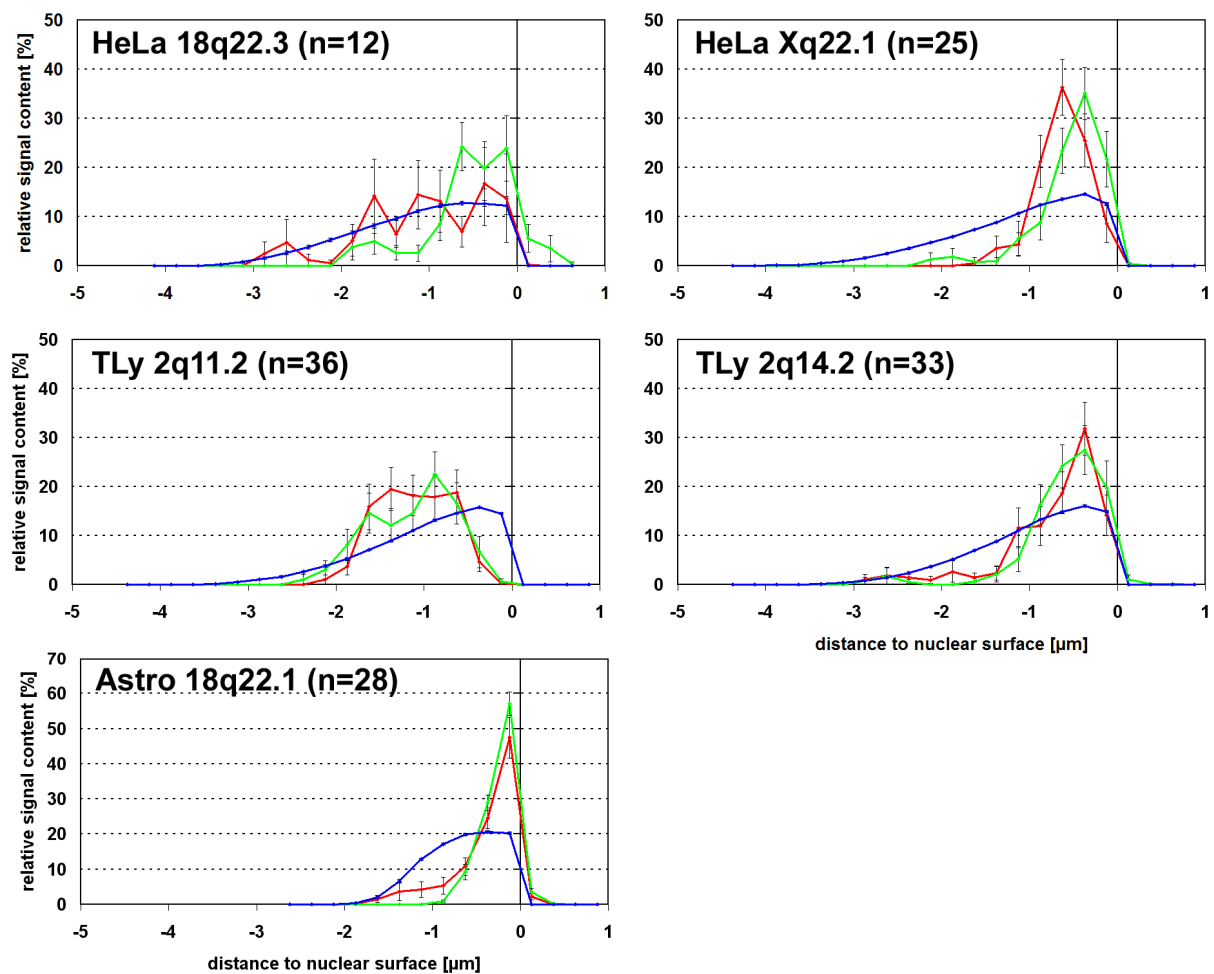 HeLa 18q22.3 (n=12)
relative signal content [%]
50
40
30
20
10
0
-5 -4 -3 -2 -1 0 1
HeLa Xq22.1 (n=25)
50
40
30
20
10
0
-5 -4 -3 -2 -1 0 1
TLy 2q11.2 (n=36)
relative signal content [%]
50
40
30
20
10
0
-5 -4 -3 -2 -1 0 1
TLy 2q14.2 (n=33)
50
40
30
20
10
0
-5 -4 -3 -2 -1 0 1
distance to nuclear surface [µm]
Astro 18q22.1 (n=28)
relative signal content [%]
70
60
50
40
30
20
10
0
-5 -4 -3 -2 -1 0 1
distance to nuclear surface [µm]